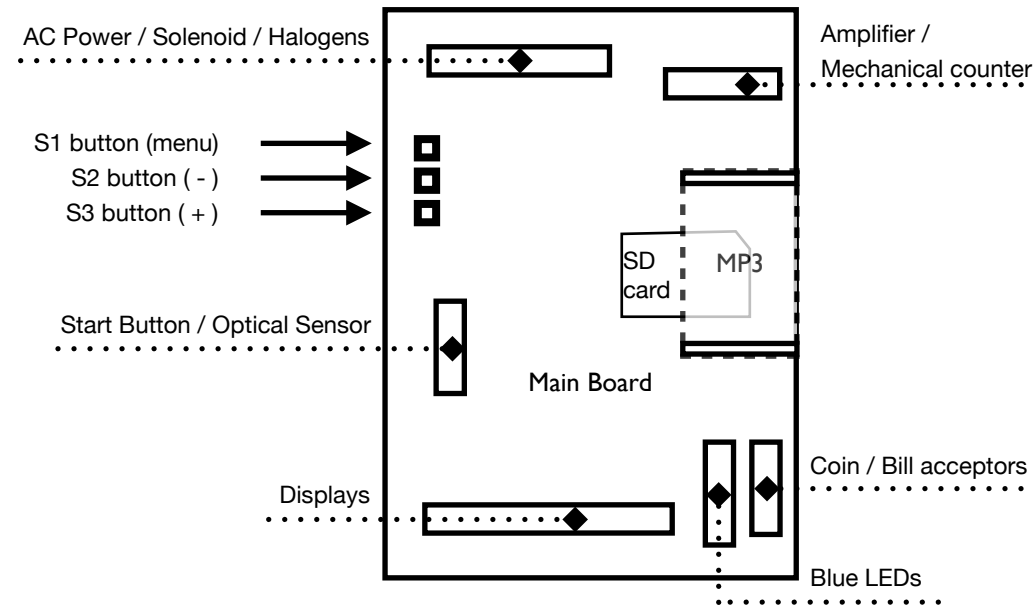 AC Power / Solenoid / Halogens
Amplifier /
Mechanical counter
S1 button (menu)
S2 button ( - )
S3 button ( + )
SD
card
MP3
Start Button / Optical Sensor
Main Board
Coin / Bill acceptors
Displays
Blue LEDs